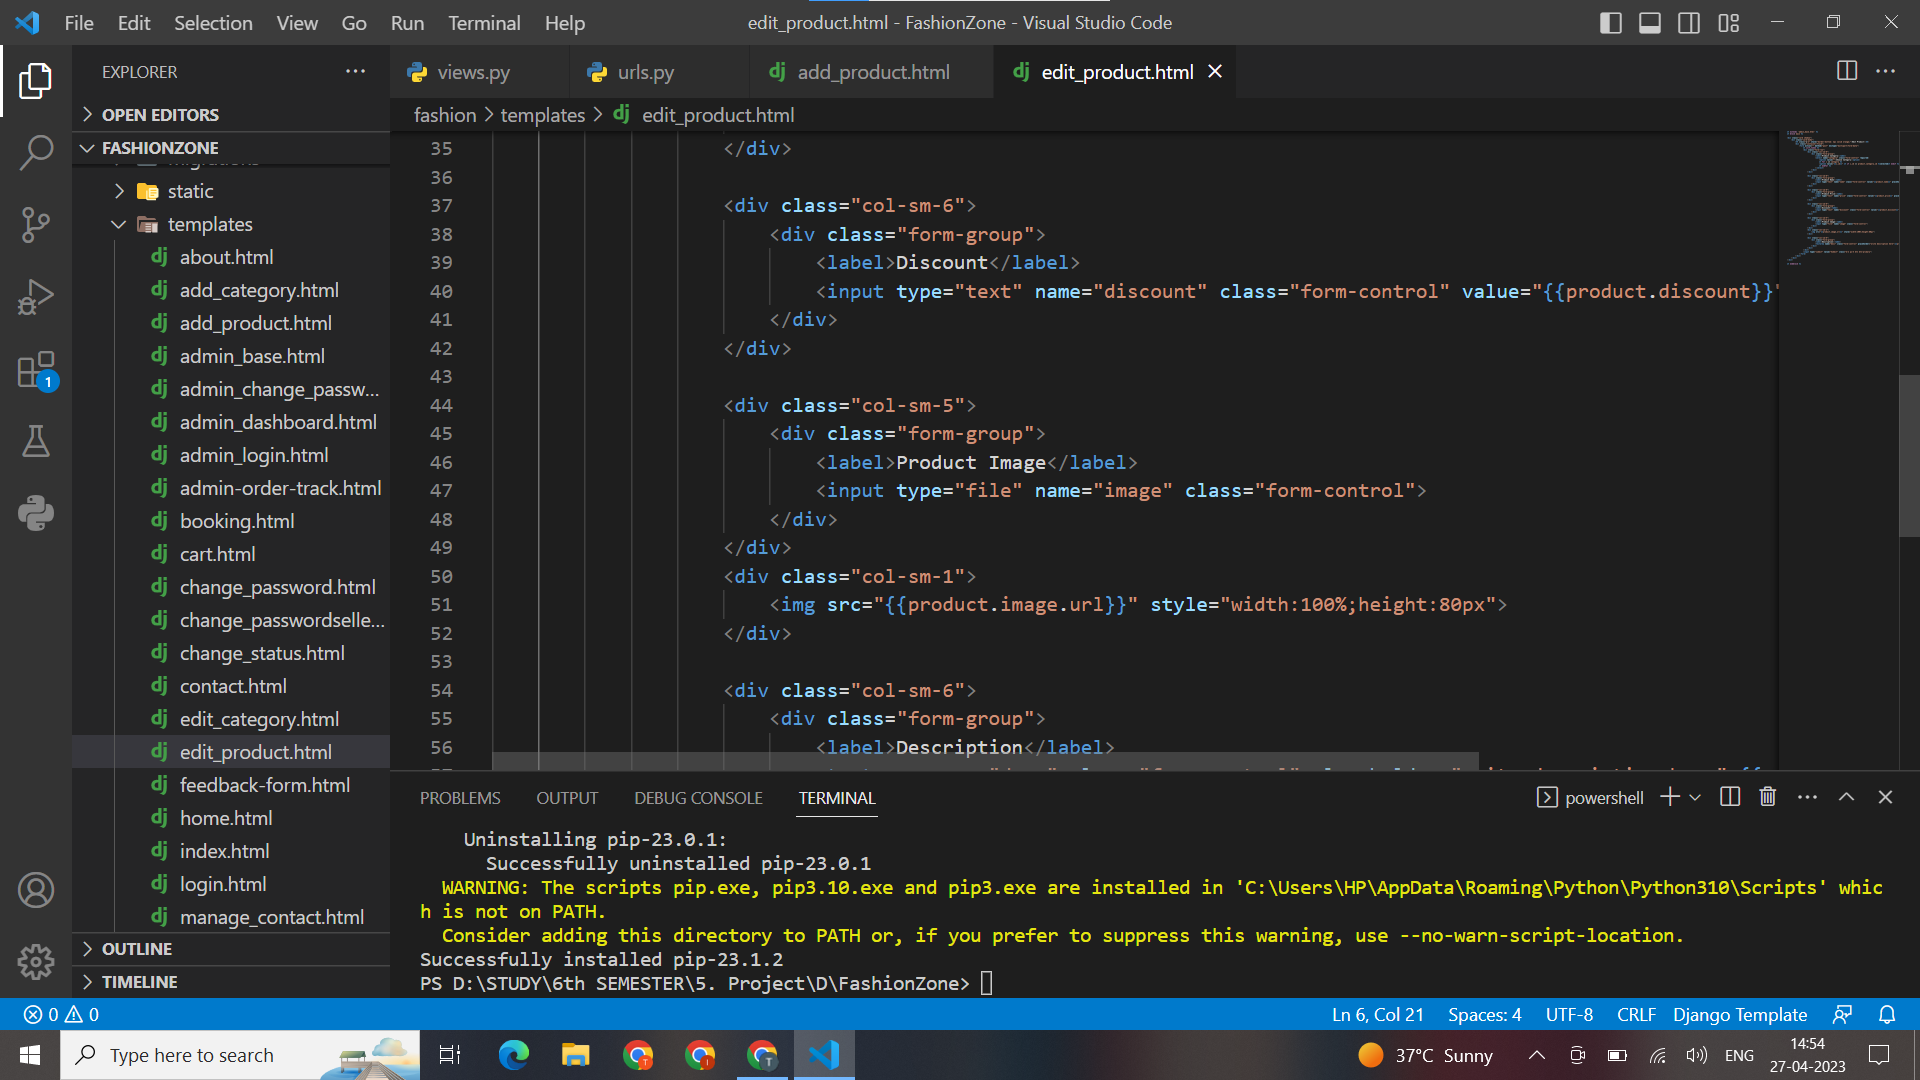 File Edit Selection View Go Run Terminal Help
edit_product.html - FashionZone - Visual Studio Code
EXPLORER
OPEN EDITORS
FASHIONZONE
migrations
static
templates
about.html
add_category.html
add_product.html
admin_base.html
admin_change_passw...
admin_dashboard.html
admin_login.html
admin-order-track.html
booking.html
cart.html
change_password.html
change_passwordselle...
change_status.html
contact.html
edit_category.html
edit_product.html
feedback-form.html
home.html
index.html
login.html
manage_contact.html
OUTLINE
TIMELINE
1
views.py urls.py dj add_product.html dj edit_product.html
fashion > templates > dj edit_product.html
35 </div>
36
37 <div class="col-sm-6">
38 <div class="form-group">
39 <label>Discount</label>
40 <input type="text" name="discount" class="form-control" value="{{product.discount}}"
41 </div>
42 </div>
43
44 <div class="col-sm-5">
45 <div class="form-group">
46 <label>Product Image</label>
47 <input type="file" name="image" class="form-control">
48 </div>
49 </div>
50 <div class="col-sm-1">
51 <img src="{{product.image.url}}" style="width:100%;height:80px">
52 </div>
53
54 <div class="col-sm-6">
55 <div class="form-group">
56 <label>Description</label>
PROBLEMS OUTPUT DEBUG CONSOLE TERMINAL
powershell
Uninstalling pip-23.0.1:
Successfully uninstalled pip-23.0.1
WARNING: The scripts pip.exe, pip3.10.exe and pip3.exe are installed in 'C:\Users\HP\AppData\Roaming\Python\Python310\Scripts' whic
h is not on PATH.
Consider adding this directory to PATH or, if you prefer to suppress this warning, use --no-warn-script-location.
Successfully installed pip-23.1.2
PS D:\STUDY\6th SEMESTER\5. Project\D\FashionZone>
0 0
Ln 6, Col 21 Spaces: 4 UTF-8 CRLF Django Template
Type here to search
37°C Sunny
ENG
14:54
27-04-2023